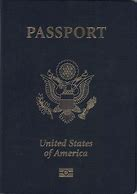 PASSPORT
United States
of America